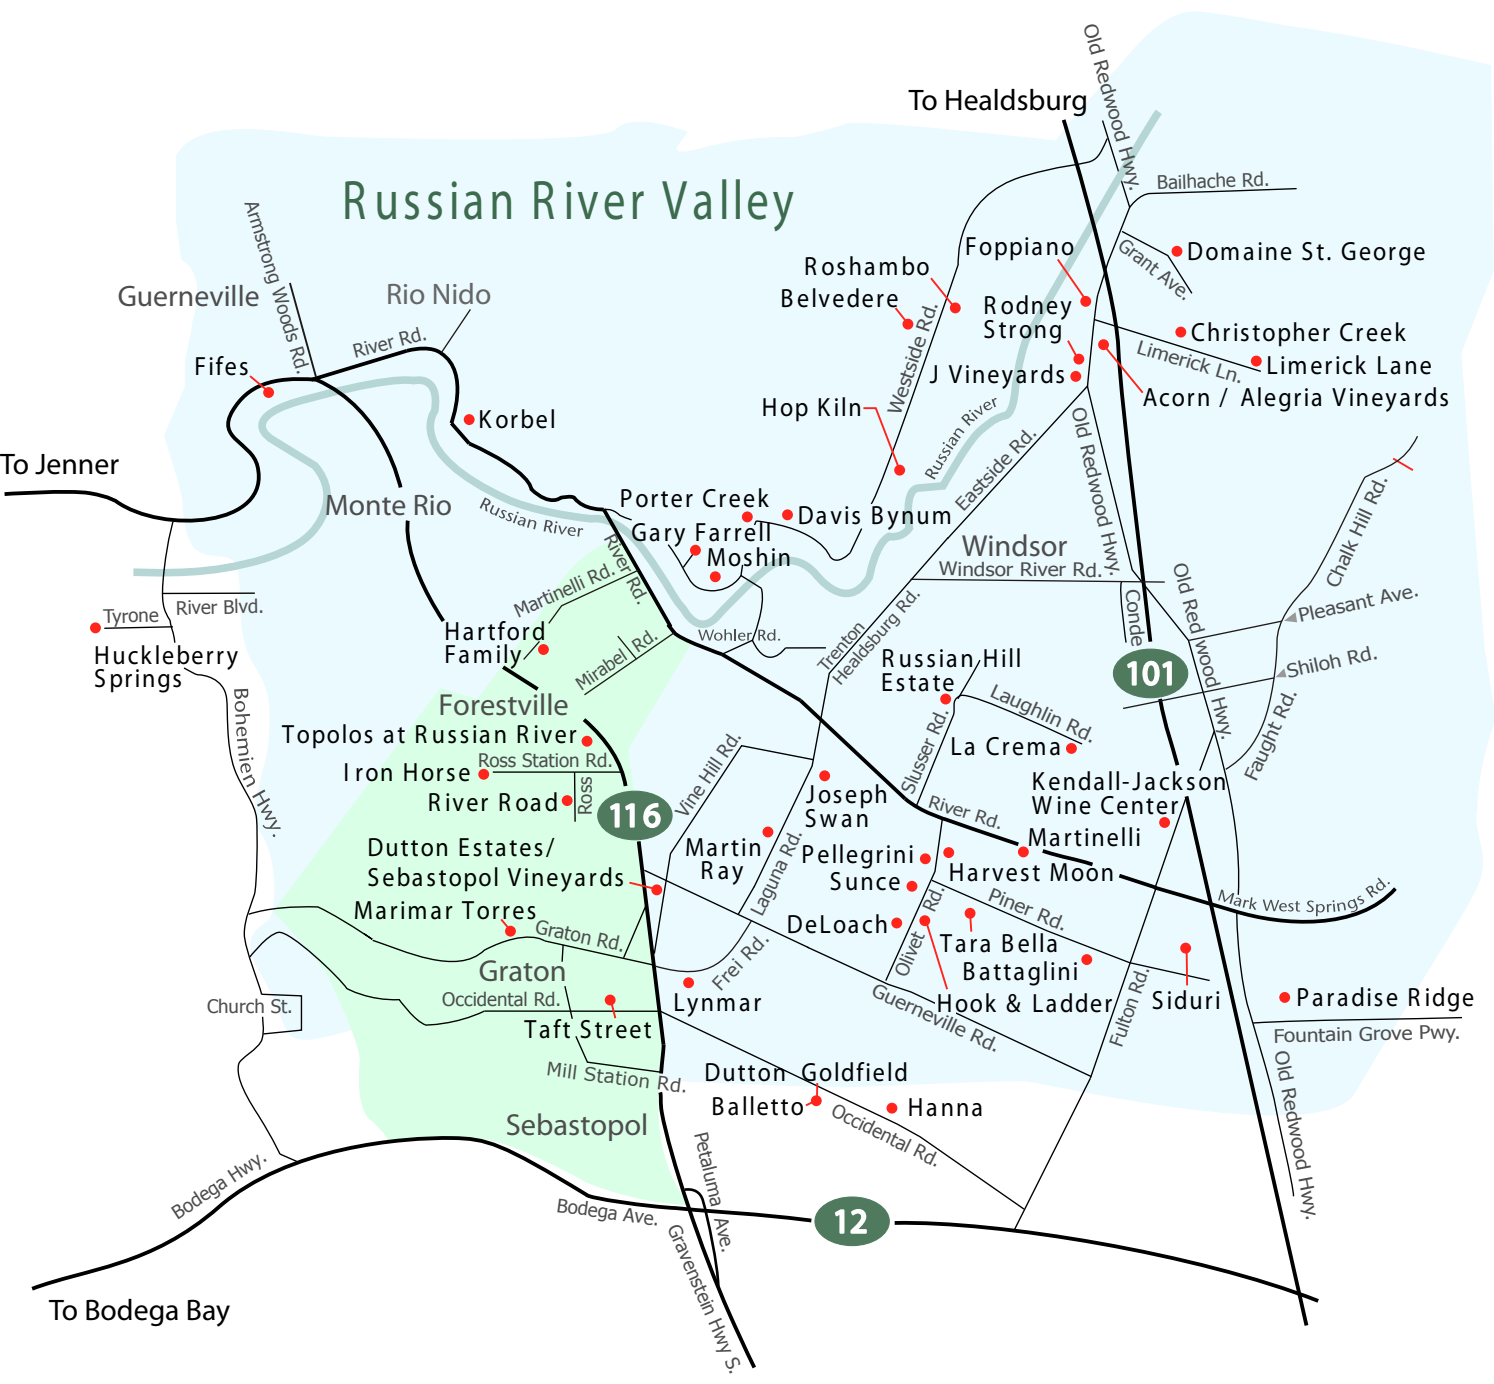 Old Redwood Hwy.
To Healdsburg
Bailhache Rd.
Russian River Valley
Armstrong Woods Rd.
Foppiano
Grant Ave.
Domaine St. George
Roshambo
Belvedere
Guerneville
Rio Nido
Rodney
Strong
Westside Rd.
River Rd.
Christopher Creek
Limerick Ln.
Limerick Lane
Fifes
J Vineyards
Acorn / Alegria Vineyards
Hop Kiln
Korbel
Russian River
Old Redwood Hwy.
Eastside Rd.
To Jenner
Monte Rio
Russian River
Porter Creek
Davis Bynum
Gary Farrell
Moshin
Chalk Hill Rd.
Windsor
Windsor River Rd.
River Rd.
Martinelli Rd.
Old Redwood Hwy.
Conde
Pleasant Ave.
Tyrone
River Blvd.
Hartford
Family
Mirabel Rd.
Wohler Rd.
Trenton
Healdsburg Rd.
Huckleberry
Springs
Russian Hill
Estate
101
Shiloh Rd.
Bohemien Hwy.
Forestville
Laughlin Rd.
Topolos at Russian River
Slusser Rd.
La Crema
Faught Rd.
Ross Station Rd.
Iron Horse
Vine Hill Rd.
River Road
Ross
116
Joseph
Swan
Kendall-Jackson
Wine Center
River Rd.
Martinelli
Martin
Ray
Laguna Rd.
Dutton Estates/
Sebastopol Vineyards
Pellegrini
Sunce
Harvest Moon
Mark West Springs Rd.
Marimar Torres
DeLoach
Olivet Rd.
Piner Rd.
Graton Rd.
Tara Bella
Battaglini
Frei Rd.
Graton
Occidental Rd.
Lynmar
Guerneville Rd.
Hook & Ladder
Fulton Rd.
Siduri
Paradise Ridge
Church St.
Taft Street
Fountain Grove Pwy.
Mill Station Rd.
Dutton Goldfield
Balletto
Hanna
Occidental Rd.
Old Redwood Hwy.
Sebastopol
Petaluma Ave.
Bodega Hwy.
Bodega Ave.
12
Gravenstein Hwy S.
To Bodega Bay